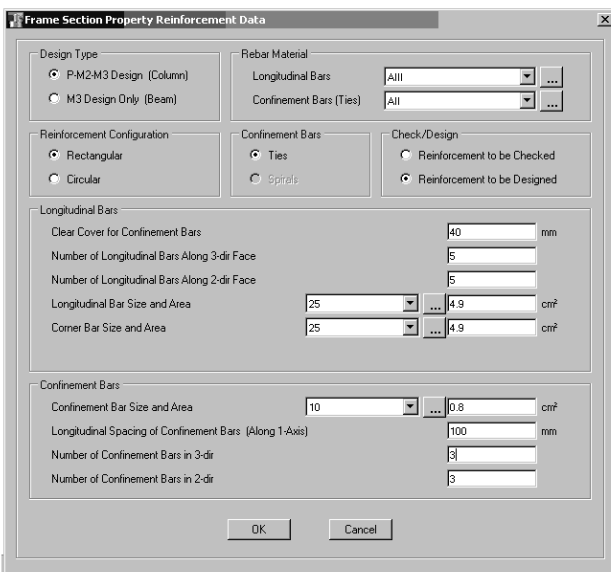 Frame Section Property Reinforcement Data
Design Type
P-M2-M3 Design (Column)
M3 Design Only (Beam)
Rebar Material
Longitudinal Bars AIII ...
Confinement Bars (Ties) AII ...
Reinforcement Configuration
Rectangular
Circular
Confinement Bars
Ties
Spirals
Check/Design
Reinforcement to be Checked
Reinforcement to be Designed
Longitudinal Bars
Clear Cover for Confinement Bars 40 mm
Number of Longitudinal Bars Along 3-dir Face 5
Number of Longitudinal Bars Along 2-dir Face 5
Longitudinal Bar Size and Area 25 ... 4.9 cm²
Corner Bar Size and Area 25 ... 4.9 cm²
Confinement Bars
Confinement Bar Size and Area 10 ... 0.8 cm²
Longitudinal Spacing of Confinement Bars (Along 1-Axis) 100 mm
Number of Confinement Bars in 3-dir 3
Number of Confinement Bars in 2-dir 3
OK Cancel